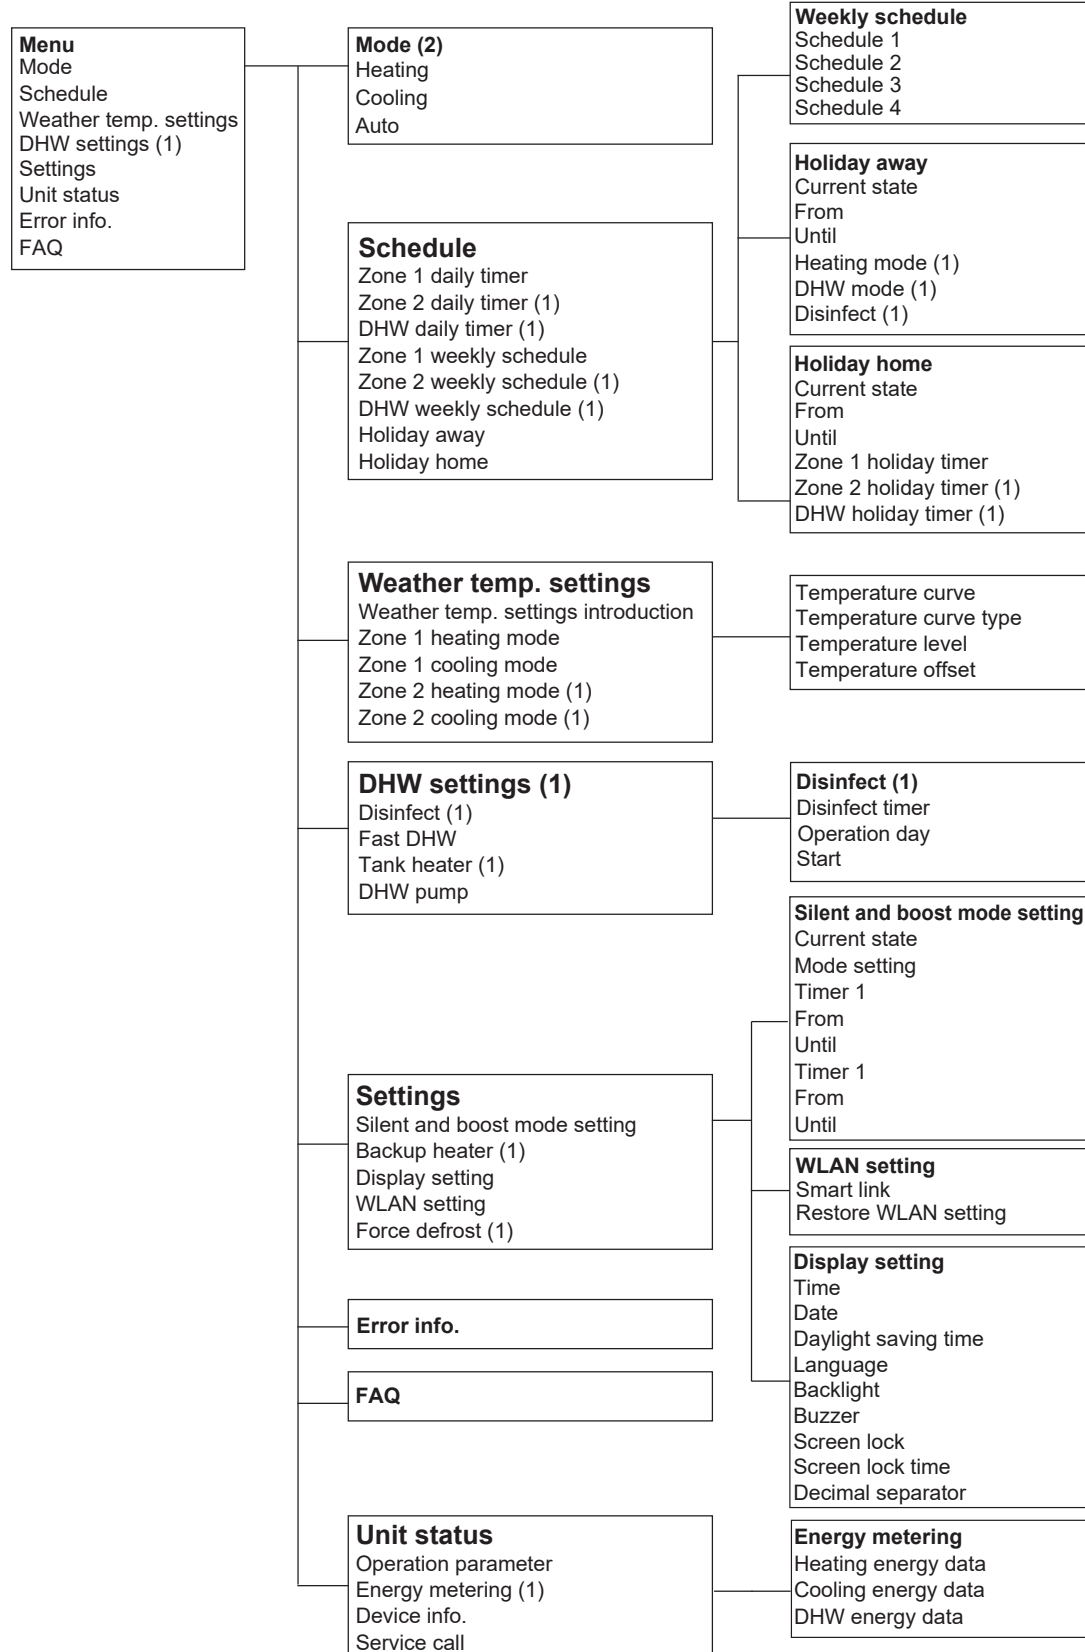 Menu
Mode
Schedule
Weather temp. settings
DHW settings (1)
Settings
Unit status
Error info.
FAQ
Mode (2)
Heating
Cooling
Auto
Schedule
Zone 1 daily timer
Zone 2 daily timer (1)
DHW daily timer (1)
Zone 1 weekly schedule
Zone 2 weekly schedule (1)
DHW weekly schedule (1)
Holiday away
Holiday home
Weather temp. settings
Weather temp. settings introduction
Zone 1 heating mode
Zone 1 cooling mode
Zone 2 heating mode (1)
Zone 2 cooling mode (1)
DHW settings (1)
Disinfect (1)
Fast DHW
Tank heater (1)
DHW pump
Settings
Silent and boost mode setting
Backup heater (1)
Display setting
WLAN setting
Force defrost (1)
Error info.
FAQ
Unit status
Operation parameter
Energy metering (1)
Device info.
Service call
Weekly schedule
Schedule 1
Schedule 2
Schedule 3
Schedule 4
Holiday away
Current state
From
Until
Heating mode (1)
DHW mode (1)
Disinfect (1)
Holiday home
Current state
From
Until
Zone 1 holiday timer
Zone 2 holiday timer (1)
DHW holiday timer (1)
Temperature curve
Temperature curve type
Temperature level
Temperature offset
Disinfect (1)
Disinfect timer
Operation day
Start
Silent and boost mode setting
Current state
Mode setting
Timer 1
From
Until
Timer 1
From
Until
WLAN setting
Smart link
Restore WLAN setting
Display setting
Time
Date
Daylight saving time
Language
Backlight
Buzzer
Screen lock
Screen lock time
Decimal separator
Energy metering
Heating energy data
Cooling energy data
DHW energy data